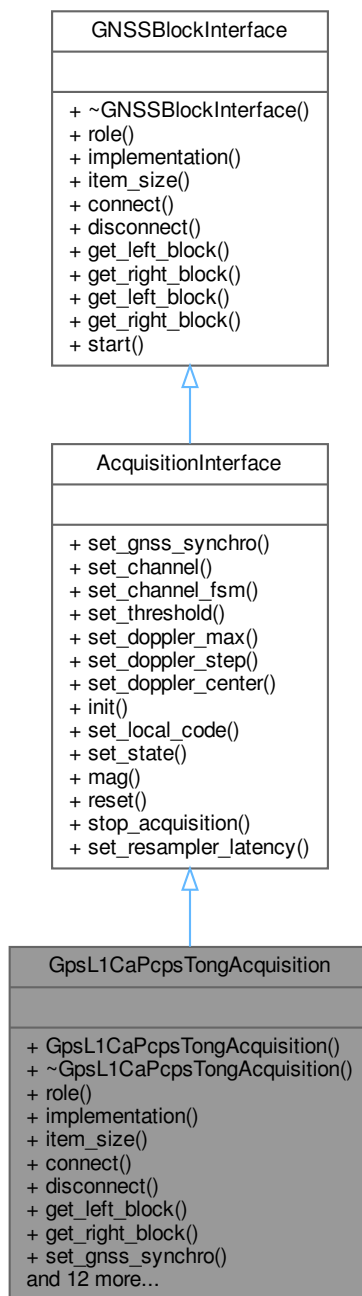 GNSSBlockInterface
+ ~GNSSBlockInterface()
+ role()
+ implementation()
+ item_size()
+ connect()
+ disconnect()
+ get_left_block()
+ get_right_block()
+ get_left_block()
+ get_right_block()
+ start()
AcquisitionInterface
+ set_gnss_synchro()
+ set_channel()
+ set_channel_fsm()
+ set_threshold()
+ set_doppler_max()
+ set_doppler_step()
+ set_doppler_center()
+ init()
+ set_local_code()
+ set_state()
+ mag()
+ reset()
+ stop_acquisition()
+ set_resampler_latency()
GpsL1CaPcpsTongAcquisition
+ GpsL1CaPcpsTongAcquisition()
+ ~GpsL1CaPcpsTongAcquisition()
+ role()
+ implementation()
+ item_size()
+ connect()
+ disconnect()
+ get_left_block()
+ get_right_block()
+ set_gnss_synchro()
and 12 more...